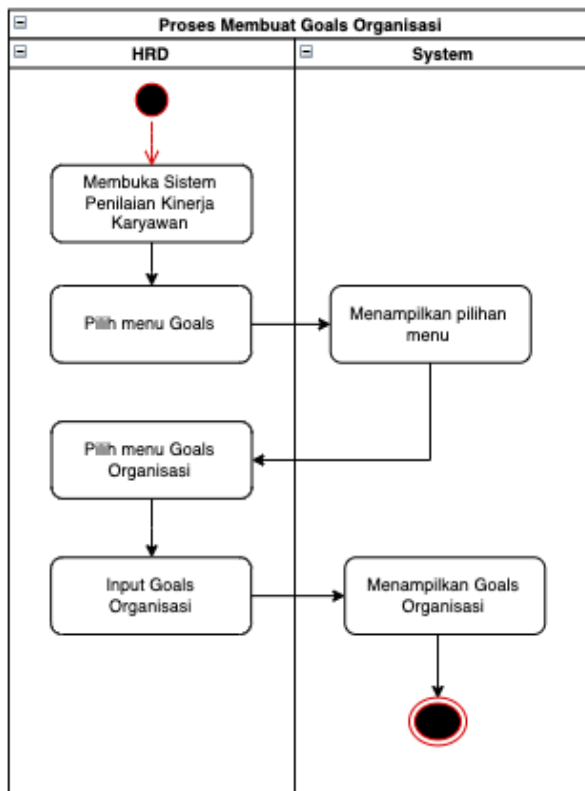 Proses Membuat Goals Organisasi
HRD
System
Membuka Sistem
Penilaian Kinerja
Karyawan
Pilih menu Goals
Menampilkan pilihan
menu
Pilih menu Goals
Organisasi
Input Goals
Organisasi
Menampilkan Goals
Organisasi